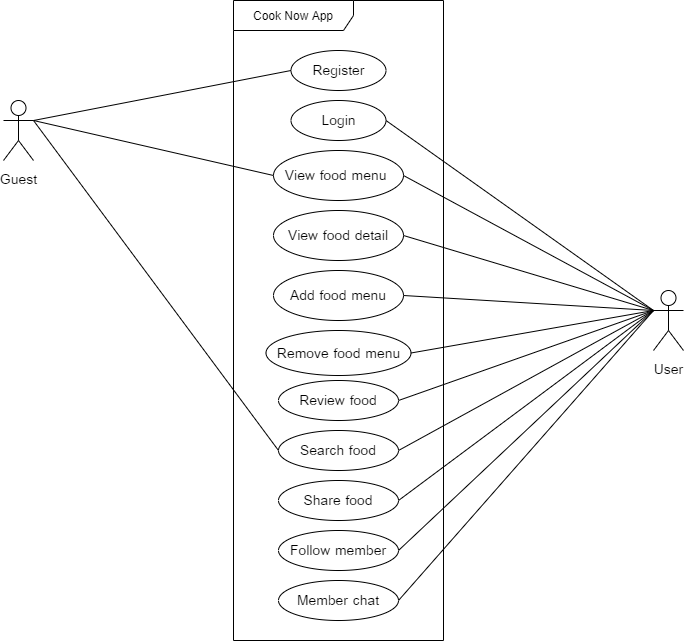 Cook Now App
Register
Login
Guest
View food menu
View food detail
Add food menu
Remove food menu
User
Review food
Search food
Share food
Follow member
Member chat